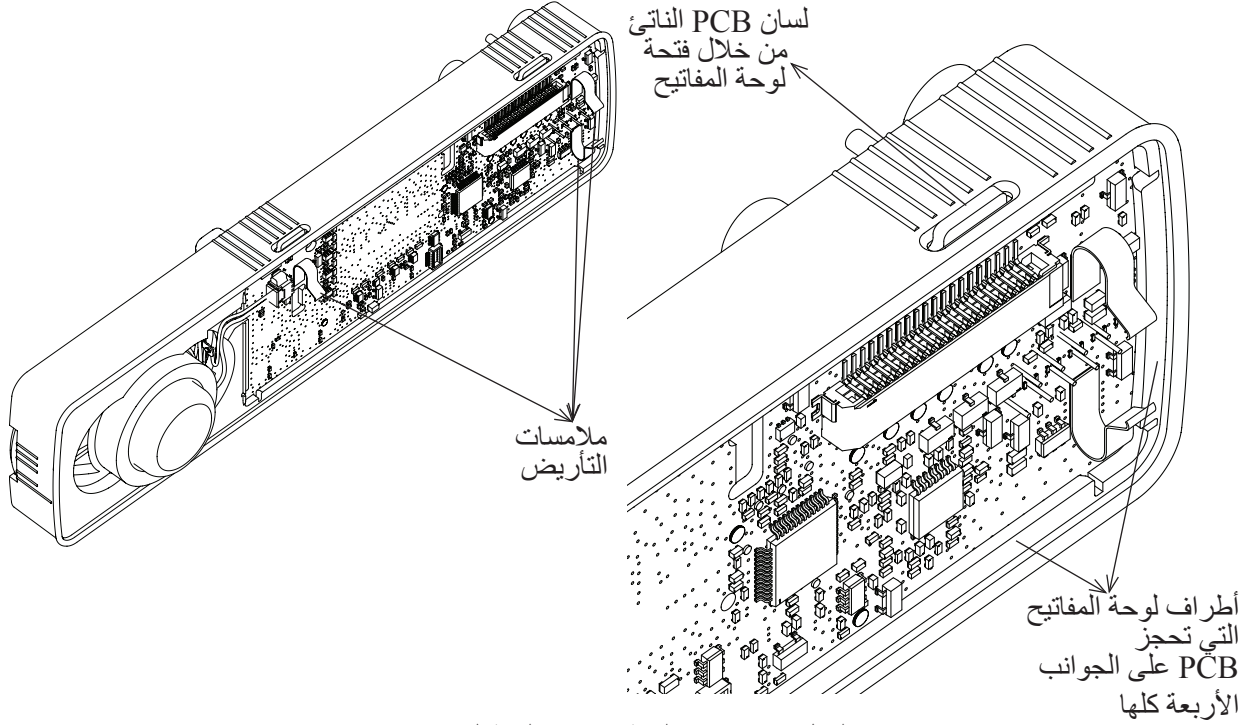 لسان PCB الناتئ
من خلال فتحة
لوحة المفاتيح
ملامسات
التأريض
أطراف لوحة المفاتيح
التي تحجز
PCB على الجوانب
الأربعة كلها